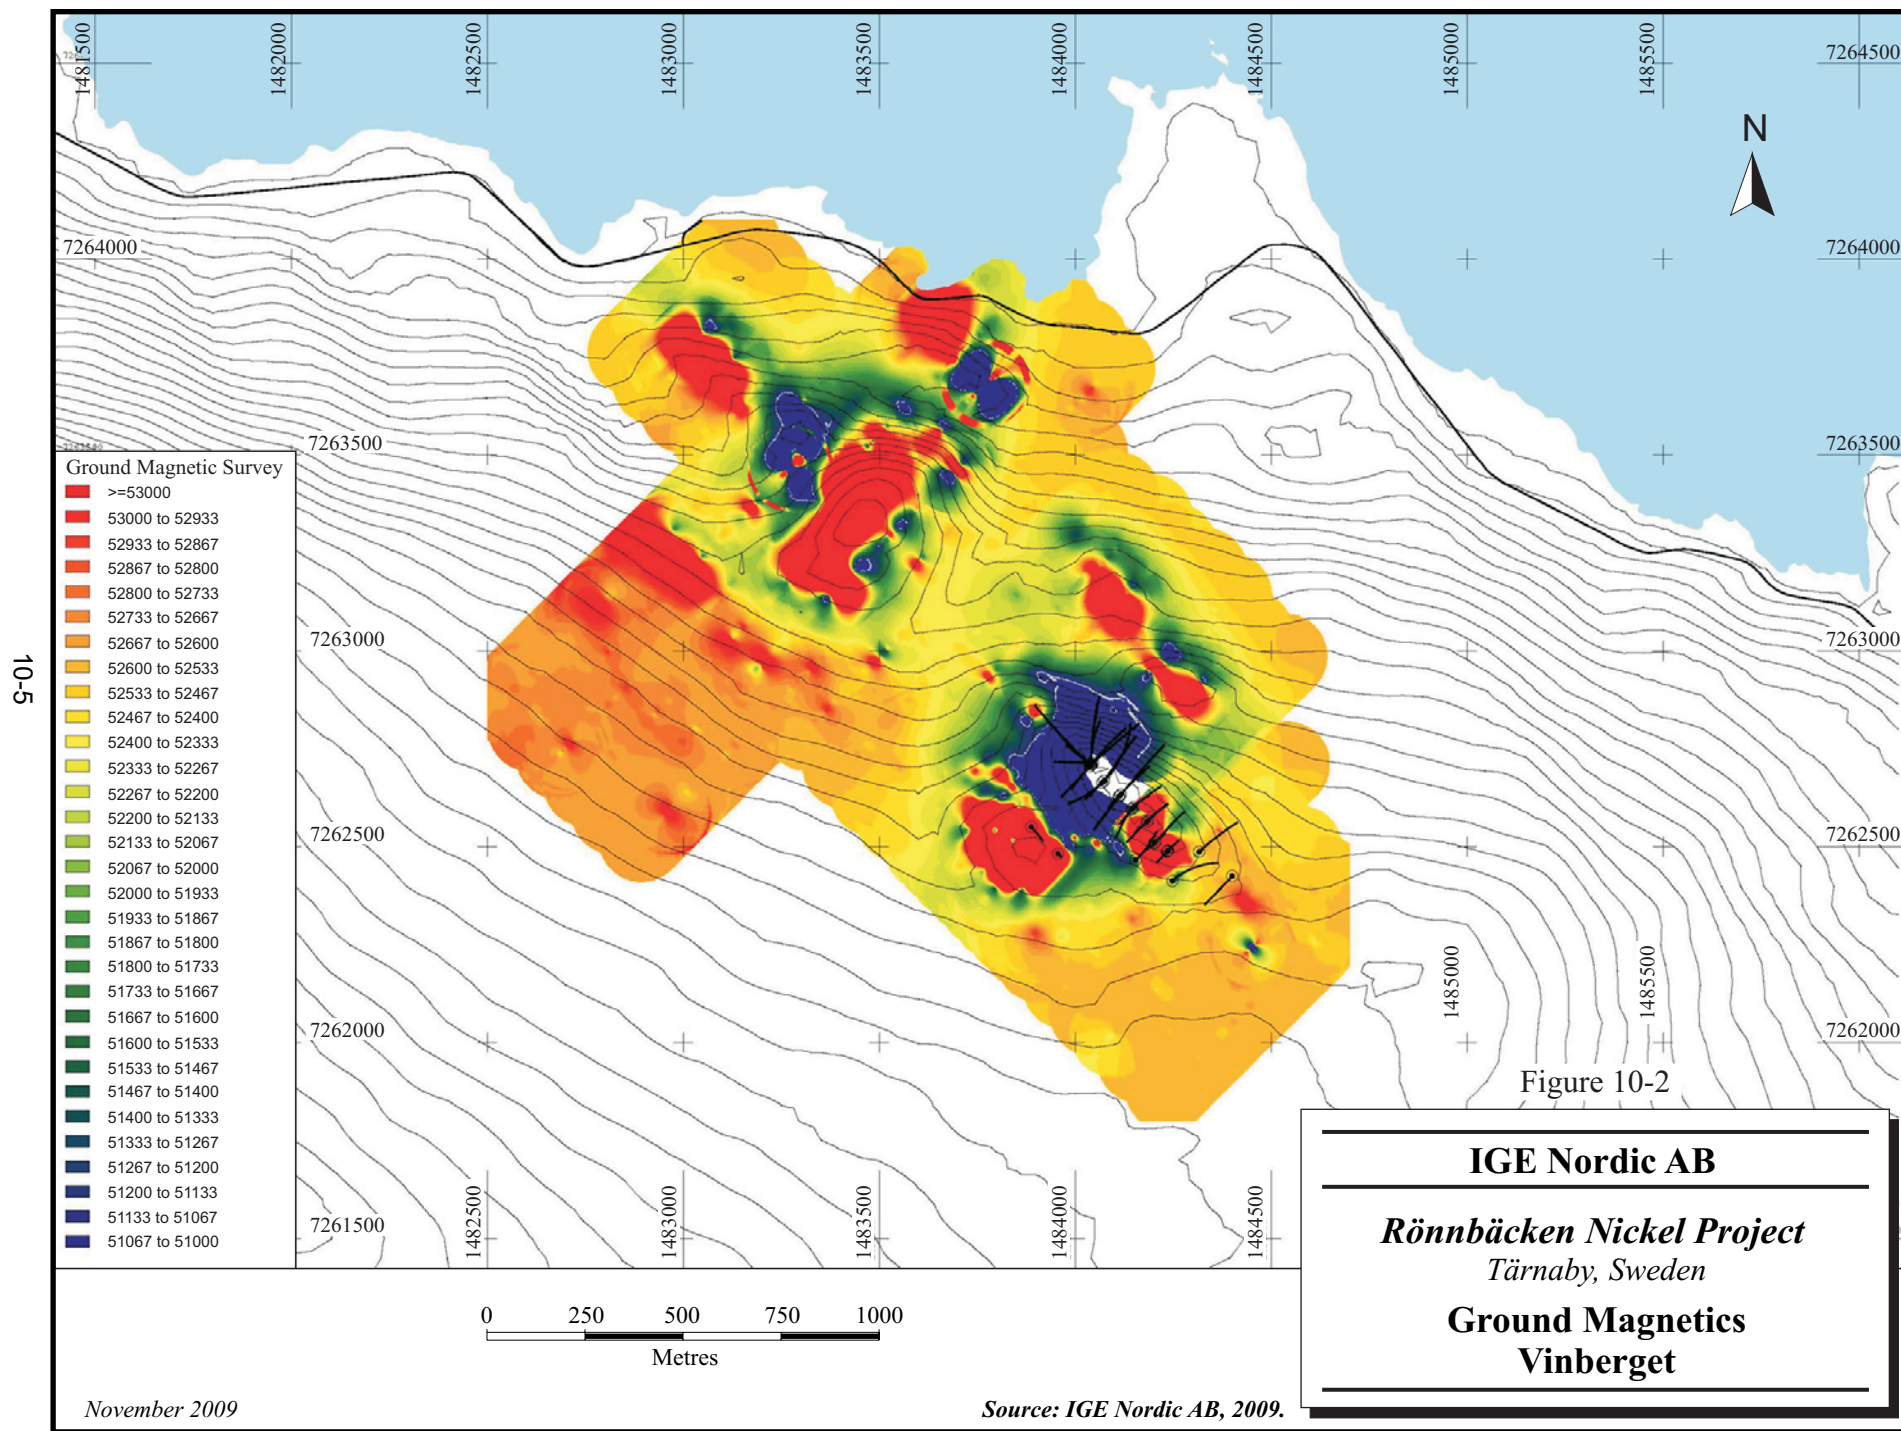 1481500
1482000
1482500
1483000
1483500
1484000
1484500
1485000
1485500
7264500
N
7264000
7264000
7263500
7263500
Ground Magnetic Survey
>=53000
53000 to 52933
52933 to 52867
52867 to 52800
52800 to 52733
52733 to 52667
52667 to 52600
52600 to 52533
52533 to 52467
52467 to 52400
52400 to 52333
52333 to 52267
52267 to 52200
52200 to 52133
52133 to 52067
52067 to 52000
52000 to 51933
51933 to 51867
51867 to 51800
51800 to 51733
51733 to 51667
51667 to 51600
51600 to 51533
51533 to 51467
51467 to 51400
51400 to 51333
51333 to 51267
51267 to 51200
51200 to 51133
51133 to 51067
51067 to 51000
7263000
7263000
10-5
7262500
7262500
7262000
7262000
7261500
1482500
1483000
1483500
1484000
1484500
1485000
1485500
Figure 10-2
IGE Nordic AB
Rönnbäcken Nickel Project
Tärnaby, Sweden
Ground Magnetics
Vinberget
0 250 500 750 1000
Metres
November 2009
Source: IGE Nordic AB, 2009.